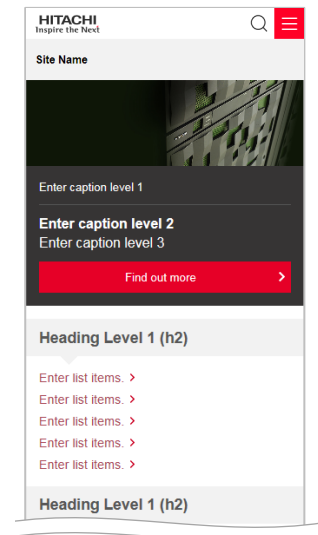 HITACHI
Inspire the Next
Site Name
Enter caption level 1
Enter caption level 2
Enter caption level 3
Find out more
Heading Level 1 (h2)
Enter list items.
Enter list items.
Enter list items.
Enter list items.
Enter list items.
Heading Level 1 (h2)